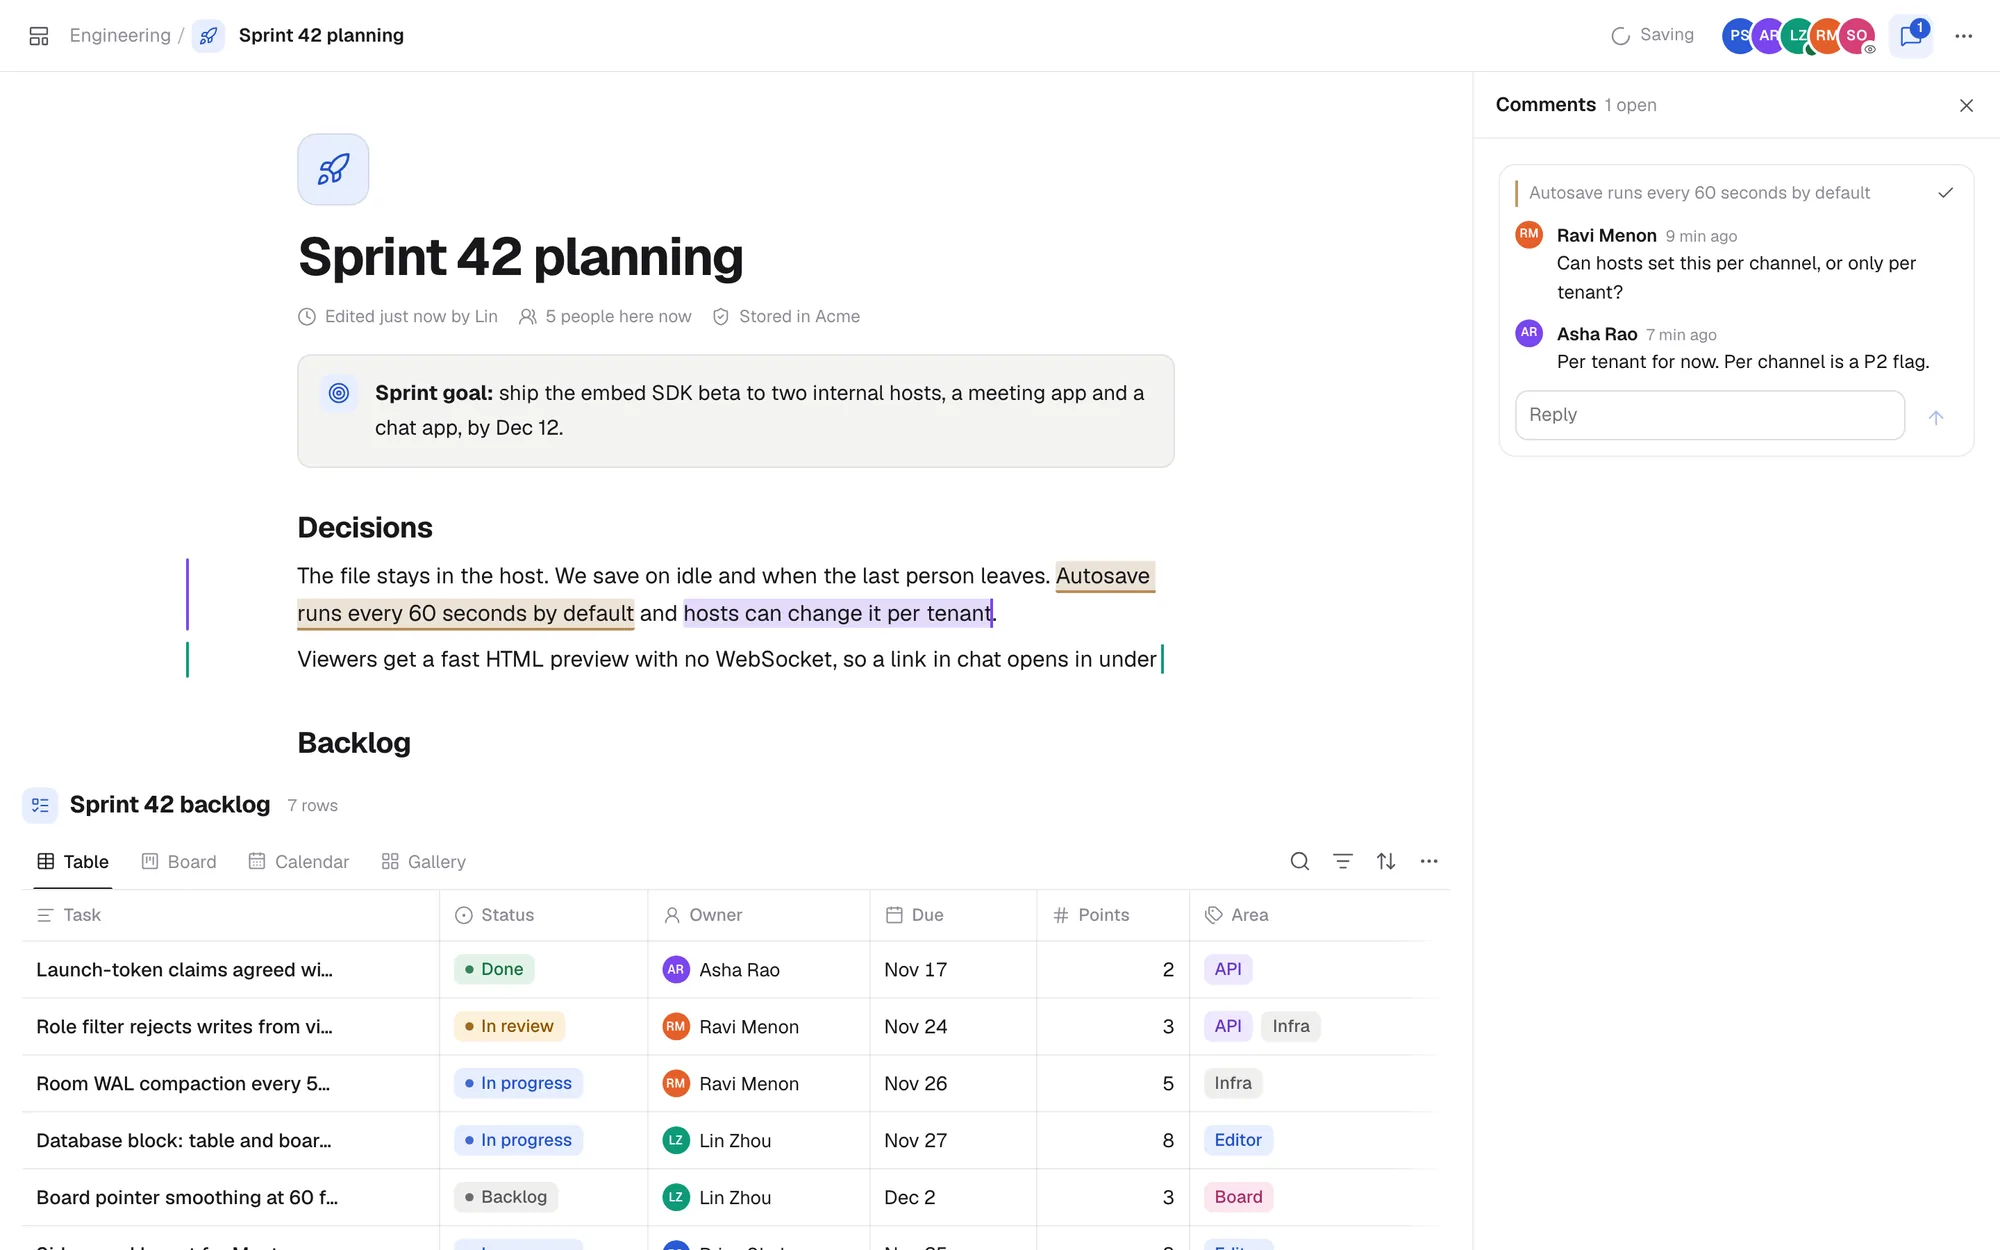 Engineering / Sprint 42 planning
Saving
PS AR LZ RM SO 1
Sprint 42 planning
Edited just now by Lin 5 people here now Stored in Acme
Sprint goal: ship the embed SDK beta to two internal hosts, a meeting app and a
chat app, by Dec 12.
Decisions
The file stays in the host. We save on idle and when the last person leaves. Autosave
runs every 60 seconds by default and hosts can change it per tenant.
Viewers get a fast HTML preview with no WebSocket, so a link in chat opens in under
Backlog
Sprint 42 backlog 7 rows
Table Board Calendar Gallery
Task Status Owner Due Points Area
Launch-token claims agreed wi... Done AR Asha Rao Nov 17 2 API
Role filter rejects writes from vi... In review RM Ravi Menon Nov 24 3 API Infra
Room WAL compaction every 5... In progress RM Ravi Menon Nov 26 5 Infra
Database block: table and boar... In progress LZ Lin Zhou Nov 27 8 Editor
Board pointer smoothing at 60 f... Backlog LZ Lin Zhou Dec 2 3 Board
Comments 1 open
Autosave runs every 60 seconds by default
RM Ravi Menon 9 min ago
Can hosts set this per channel, or only per
tenant?
AR Asha Rao 7 min ago
Per tenant for now. Per channel is a P2 flag.
Reply